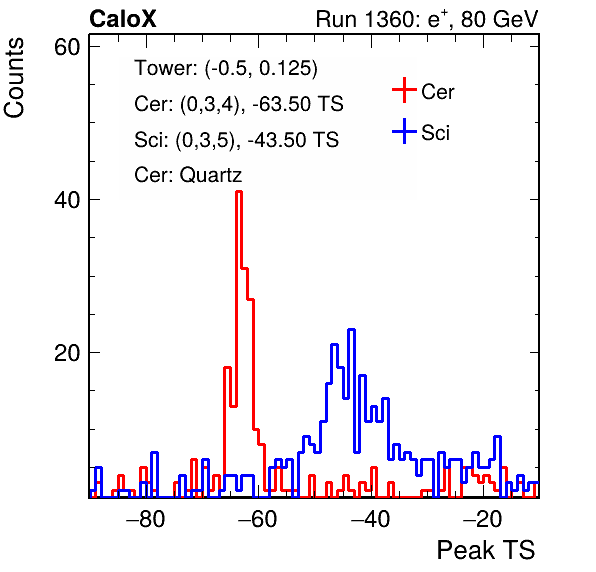 CaloX Run 1360: e+, 80 GeV
Counts
60
40
20
Tower: (-0.5, 0.125)
Cer: (0,3,4), -63.50 TS
Sci: (0,3,5), -43.50 TS
Cer: Quartz
Cer
Sci
−80 −60 −40 −20
Peak TS